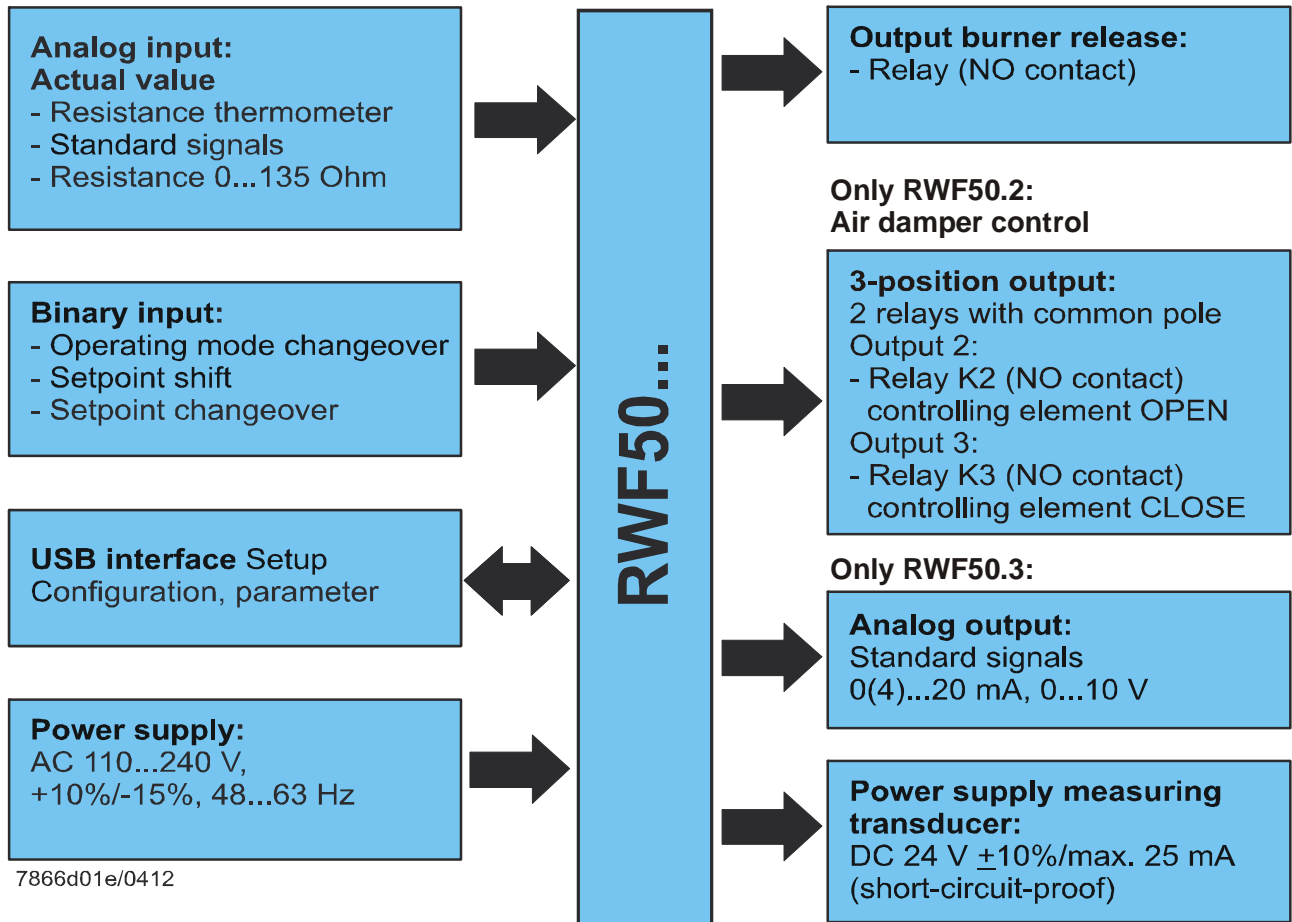 Analog input:
Actual value
- Resistance thermometer
- Standard signals
- Resistance 0...135 Ohm
Binary input:
- Operating mode changeover
- Setpoint shift
- Setpoint changeover
USB interface Setup
Configuration, parameter
Power supply:
AC 110...240 V,
+10%/-15%, 48...63 Hz
7866d01e/0412
RWF50...
Output burner release:
- Relay (NO contact)
Only RWF50.2:
Air damper control
3-position output:
2 relays with common pole
Output 2:
- Relay K2 (NO contact)
controlling element OPEN
Output 3:
- Relay K3 (NO contact)
controlling element CLOSE
Only RWF50.3:
Analog output:
Standard signals
0(4)...20 mA, 0...10 V
Power supply measuring
transducer:
DC 24 V ±10%/max. 25 mA
(short-circuit-proof)